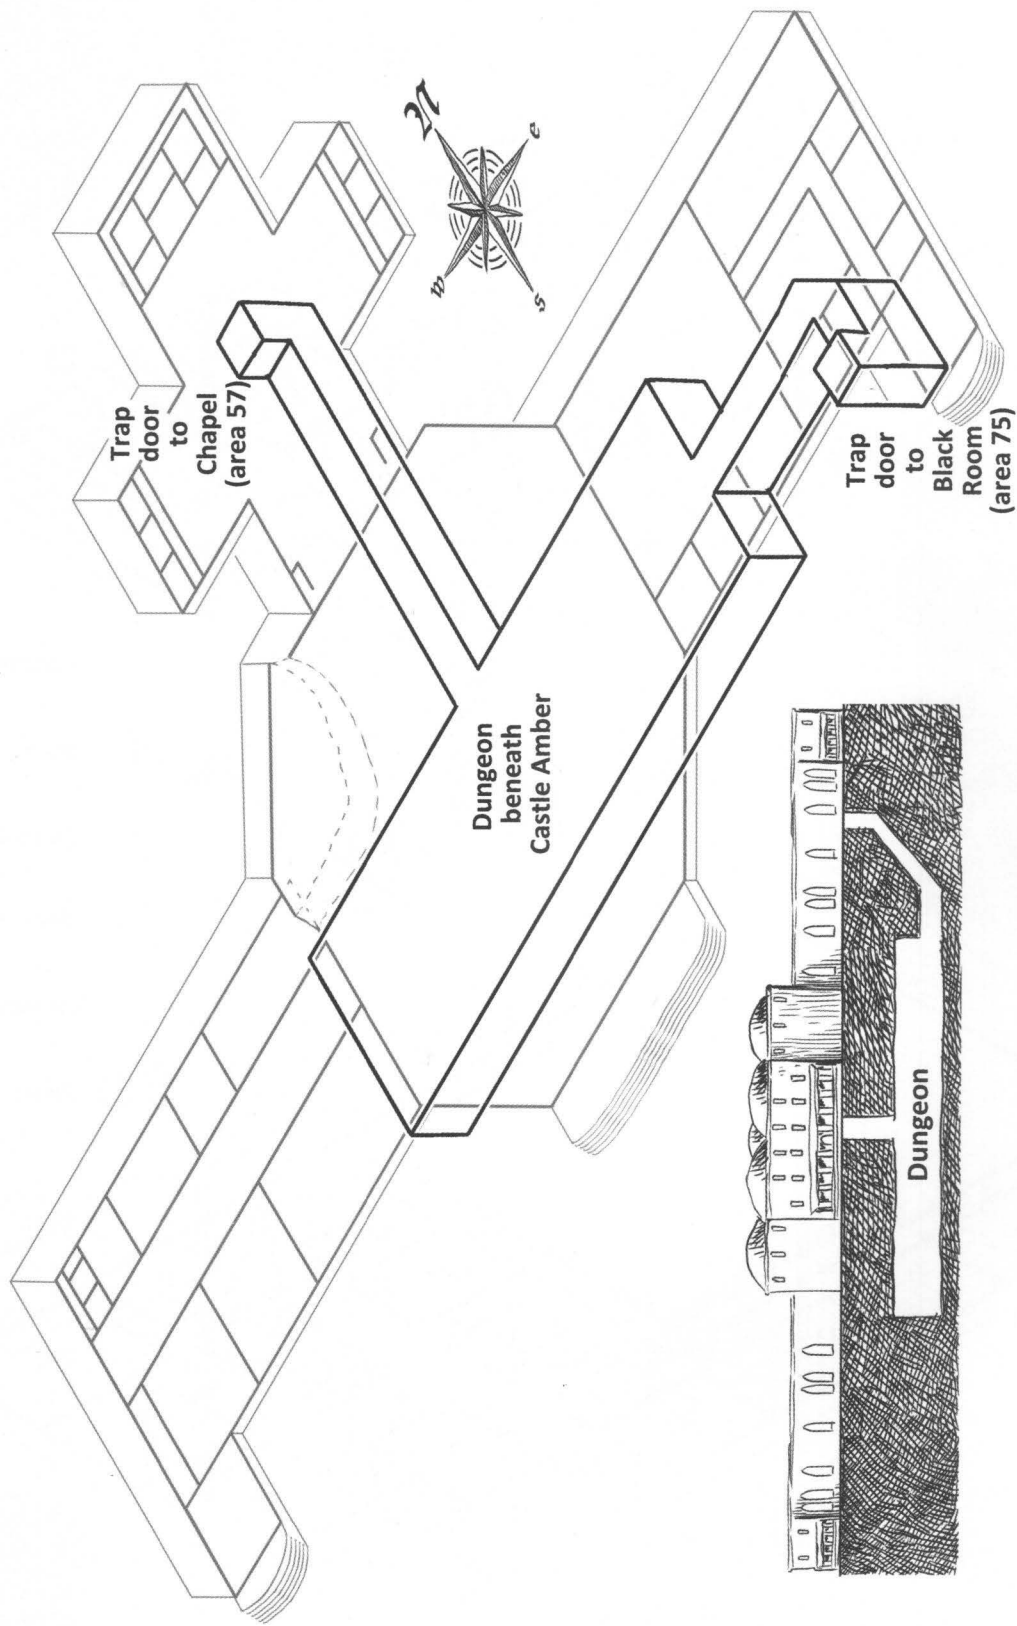 Trap
door
to
Chapel
(area 57)
N
e
s
w
Dungeon
beneath
Castle Amber
Trap
door
to
Black
Room
(area 75)
Dungeon